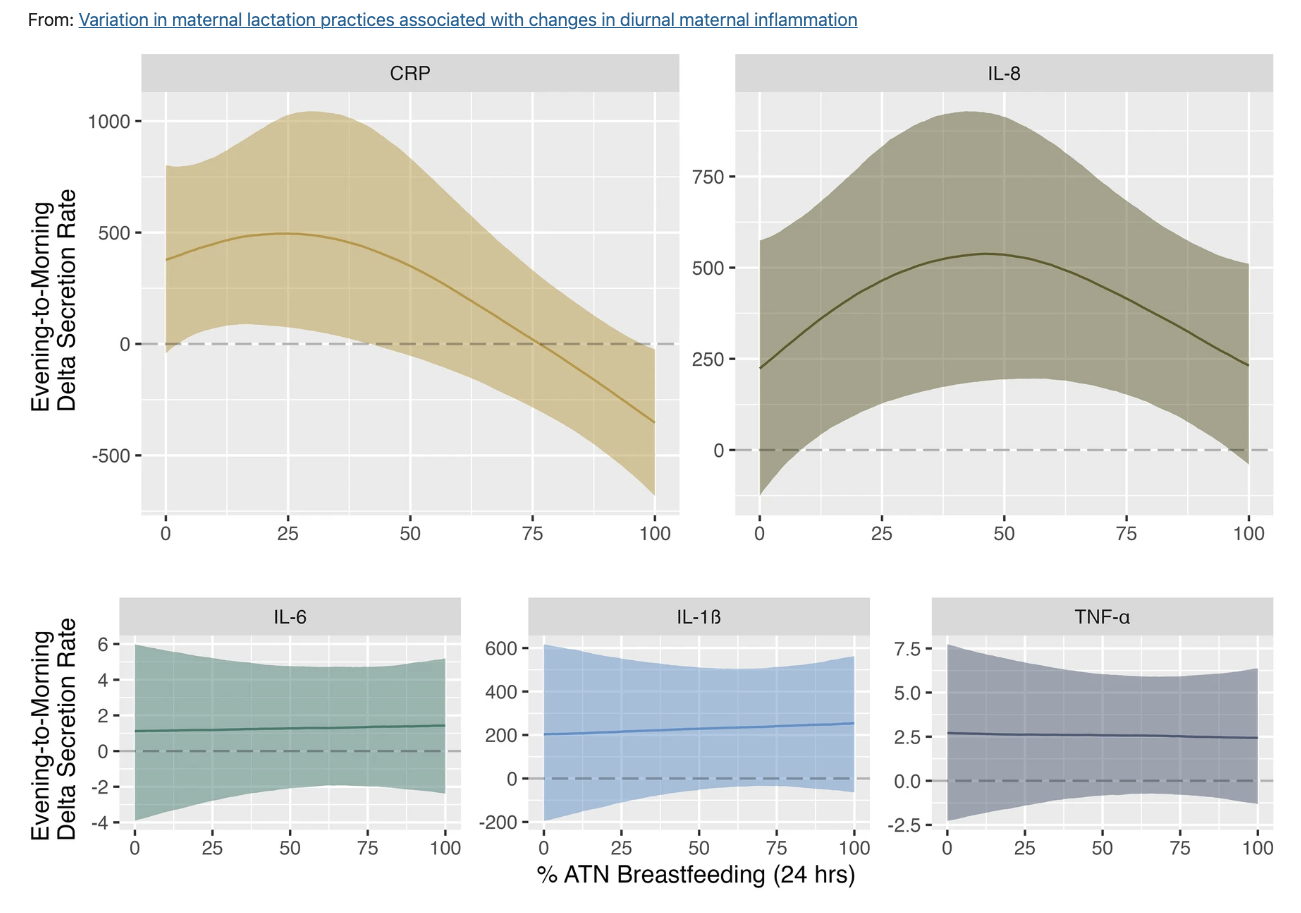 From: Variation in maternal lactation practices associated with changes in diurnal maternal inflammation
CRP
IL-8
Evening-to-Morning
Delta Secretion Rate
1000
500
0
-500
750
500
250
0
0 25 50 75 100
0 25 50 75 100
IL-6
IL-1ß
TNF-α
Evening-to-Morning
Delta Secretion Rate
6
4
2
0
-2
-4
600
400
200
0
-200
7.5
5.0
2.5
0.0
-2.5
0 25 50 75 100
0 25 50 75 100
0 25 50 75 100
% ATN Breastfeeding (24 hrs)